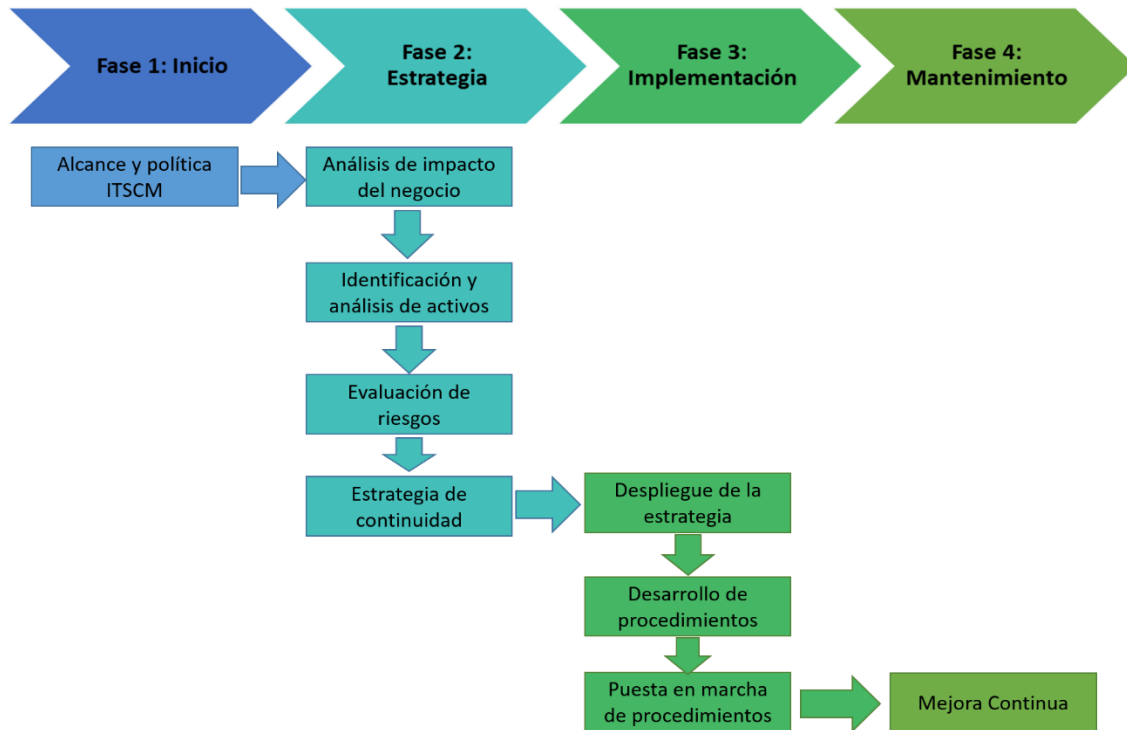 Fase 1: Inicio
Fase 2:
Estrategia
Fase 3:
Implementación
Fase 4:
Mantenimiento
Alcance y política
ITSCM
Análisis de impacto
del negocio
Identificación y
análisis de activos
Evaluación de
riesgos
Estrategia de
continuidad
Despliegue de la
estrategia
Desarrollo de
procedimientos
Puesta en marcha
de procedimientos
Mejora Continua